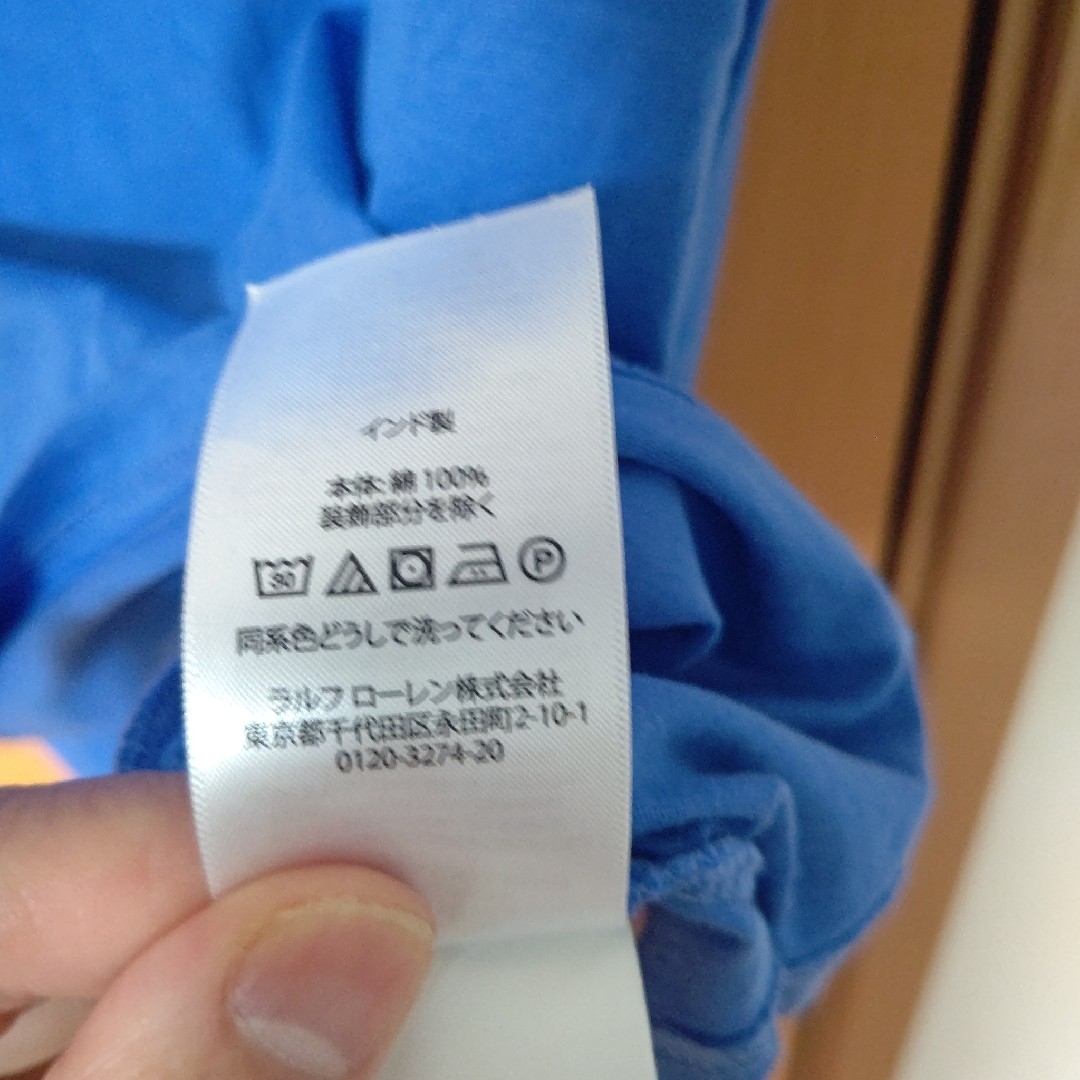 インド製
本体: 綿 100%
装飾部分を除く
30 P
同系色どうしで洗ってください
ラルフ ローレン株式会社
東京都千代田区永田町2-10-1
0120-3274-20